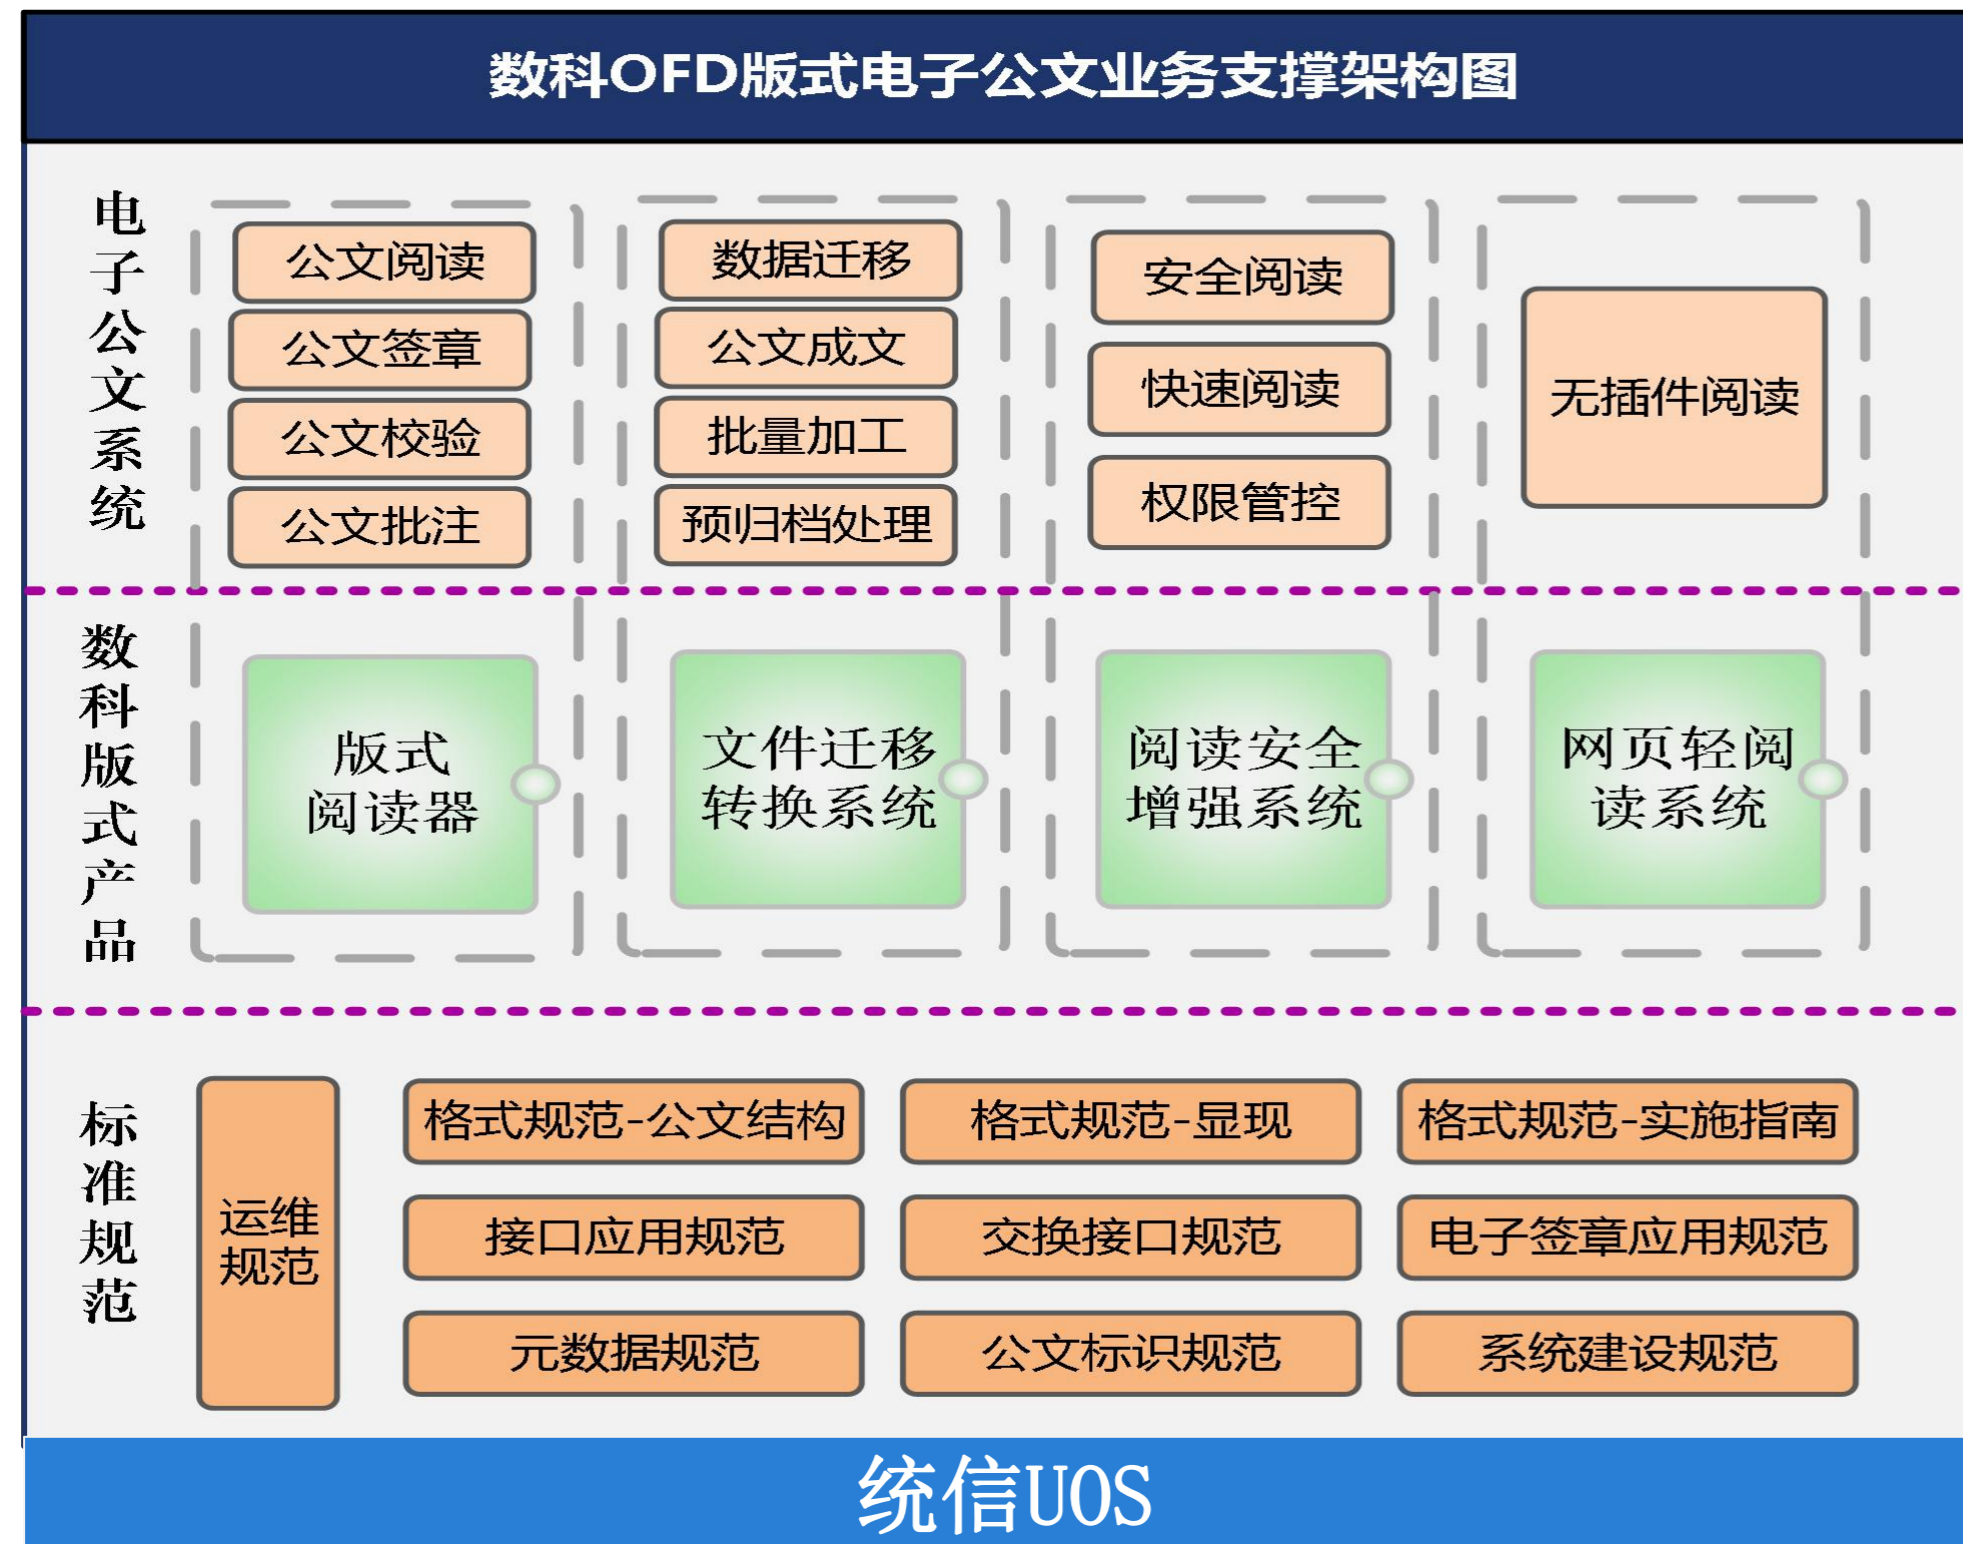 数科OFD版式电子公文业务支撑架构图
电子公文系统
公文阅读
公文签章
公文校验
公文批注
数据迁移
公文成文
批量加工
预归档处理
安全阅读
快速阅读
权限管控
无插件阅读
数科版式产品
版式
阅读器
文件迁移
转换系统
阅读安全
增强系统
网页轻阅
读系统
标准规范
运维
规范
格式规范-公文结构
格式规范-显现
格式规范-实施指南
接口应用规范
交换接口规范
电子签章应用规范
元数据规范
公文标识规范
系统建设规范
统信UOS